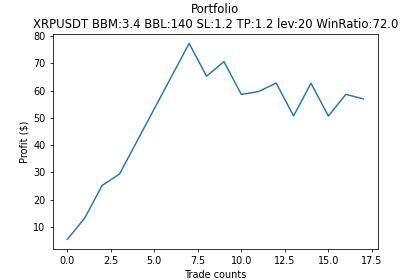 Portfolio
XRPUSDT BBM:3.4 BBL:140 SL:1.2 TP:1.2 lev:20 WinRatio:72.0
80
70
60
50
40
30
20
10
Profit ($)
0.0 2.5 5.0 7.5 10.0 12.5 15.0 17.5
Trade counts